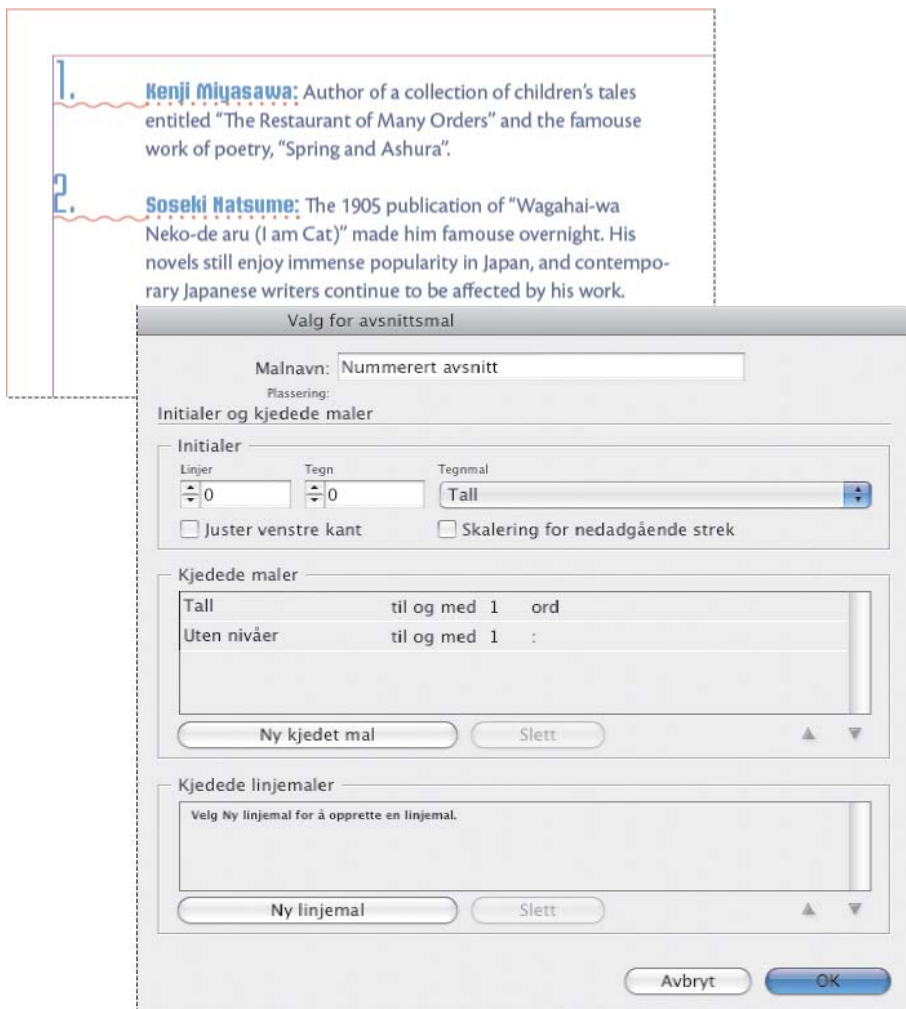 1. Kenji Miyasawa: Author of a collection of children's tales
entitled "The Restaurant of Many Orders" and the famouse
work of poetry, "Spring and Ashura".
2. Soseki Natsume: The 1905 publication of "Wagahai-wa
Neko-de aru (I am Cat)" made him famouse overnight. His
novels still enjoy immense popularity in Japan, and contempo-
rary Japanese writers continue to be affected by his work.
Valg for avsnittsmal
Malnavn: Nummerert avsnitt
Plassering:
Initialer og kjedede maler
Initialer
Linjer Tegn Tegnmal
0 0 Tall
Juster venstre kant Skalering for nedadgående strek
Kjedede maler
Tall til og med 1 ord
Uten nivåer til og med 1 :
Ny kjedet mal Slett
Kjedede linjemaler
Velg Ny linjemal for å opprette en linjemal.
Ny linjemal Slett
Avbryt OK